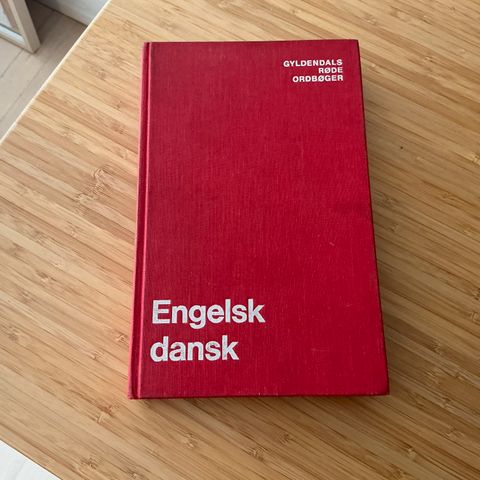 GYLDENDALS
RØDE
ORDBØGER
Engelsk
dansk